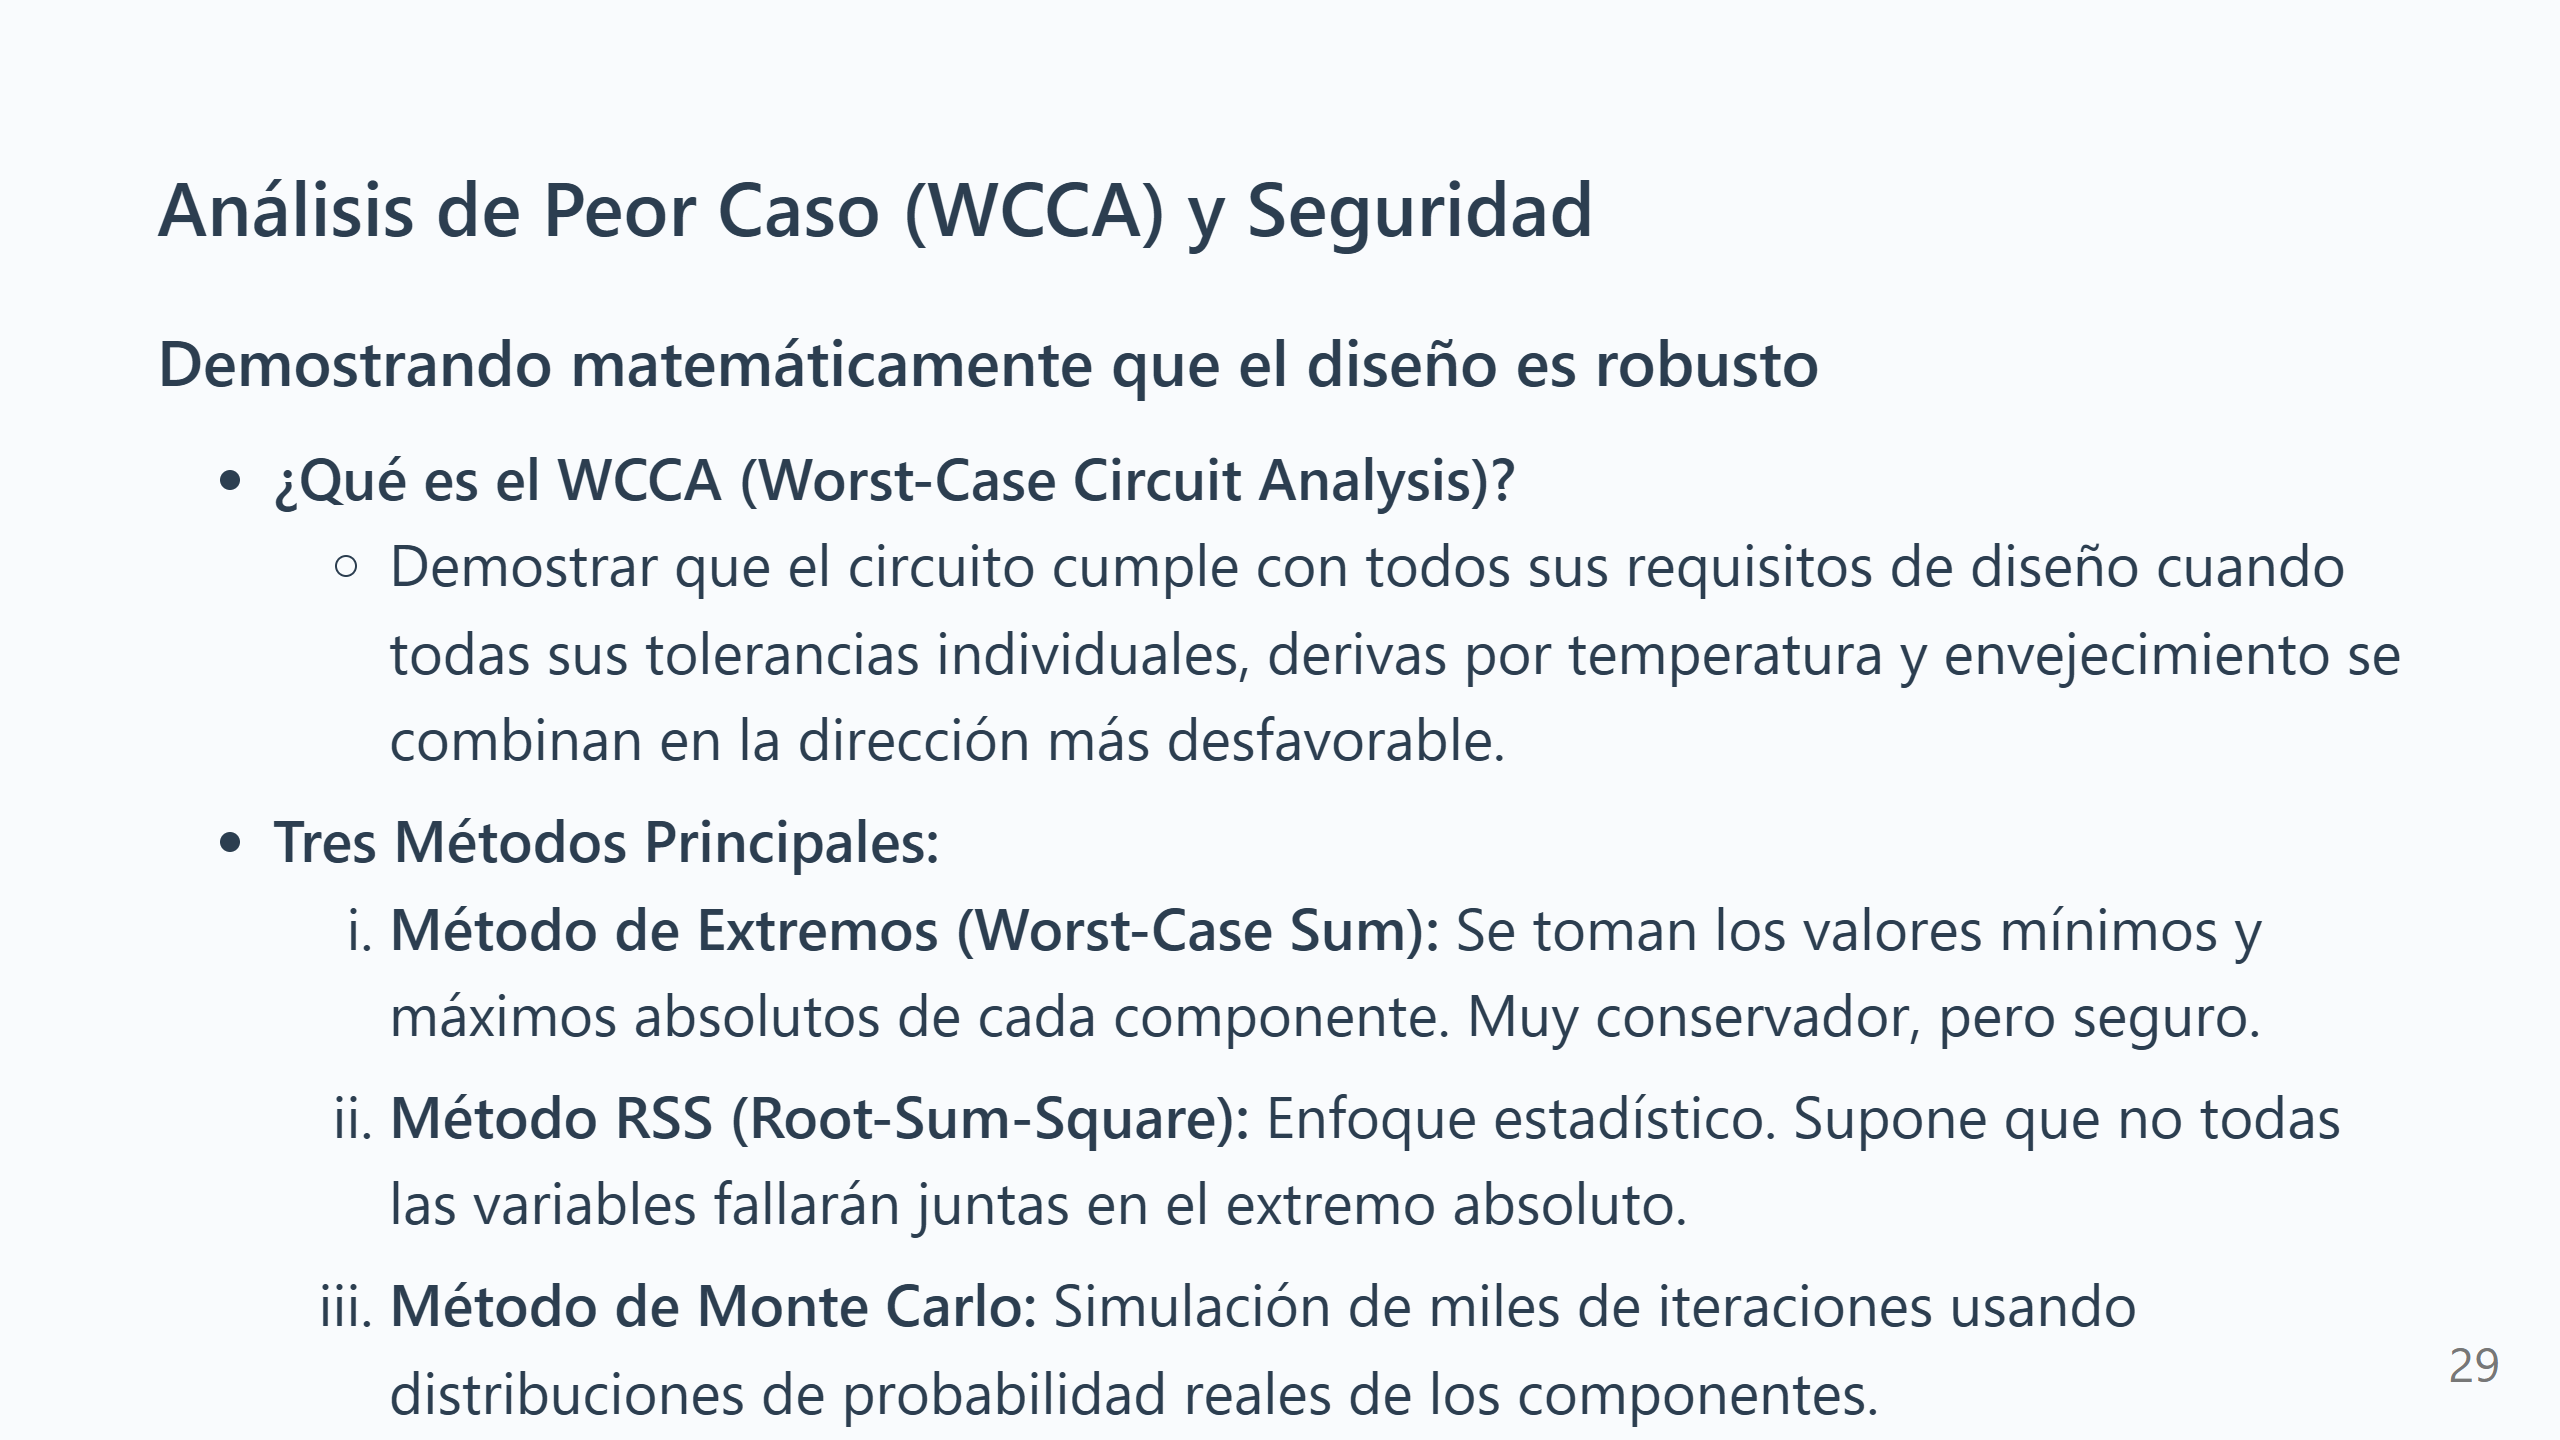 Análisis de Peor Caso (WCCA) y Seguridad
Demostrando matemáticamente que el diseño es robusto
• ¿Qué es el WCCA (Worst-Case Circuit Analysis)?
○ Demostrar que el circuito cumple con todos sus requisitos de diseño cuando
todas sus tolerancias individuales, derivas por temperatura y envejecimiento se
combinan en la dirección más desfavorable.
• Tres Métodos Principales:
i. Método de Extremos (Worst-Case Sum): Se toman los valores mínimos y
máximos absolutos de cada componente. Muy conservador, pero seguro.
ii. Método RSS (Root-Sum-Square): Enfoque estadístico. Supone que no todas
las variables fallarán juntas en el extremo absoluto.
iii. Método de Monte Carlo: Simulación de miles de iteraciones usando
distribuciones de probabilidad reales de los componentes.
29